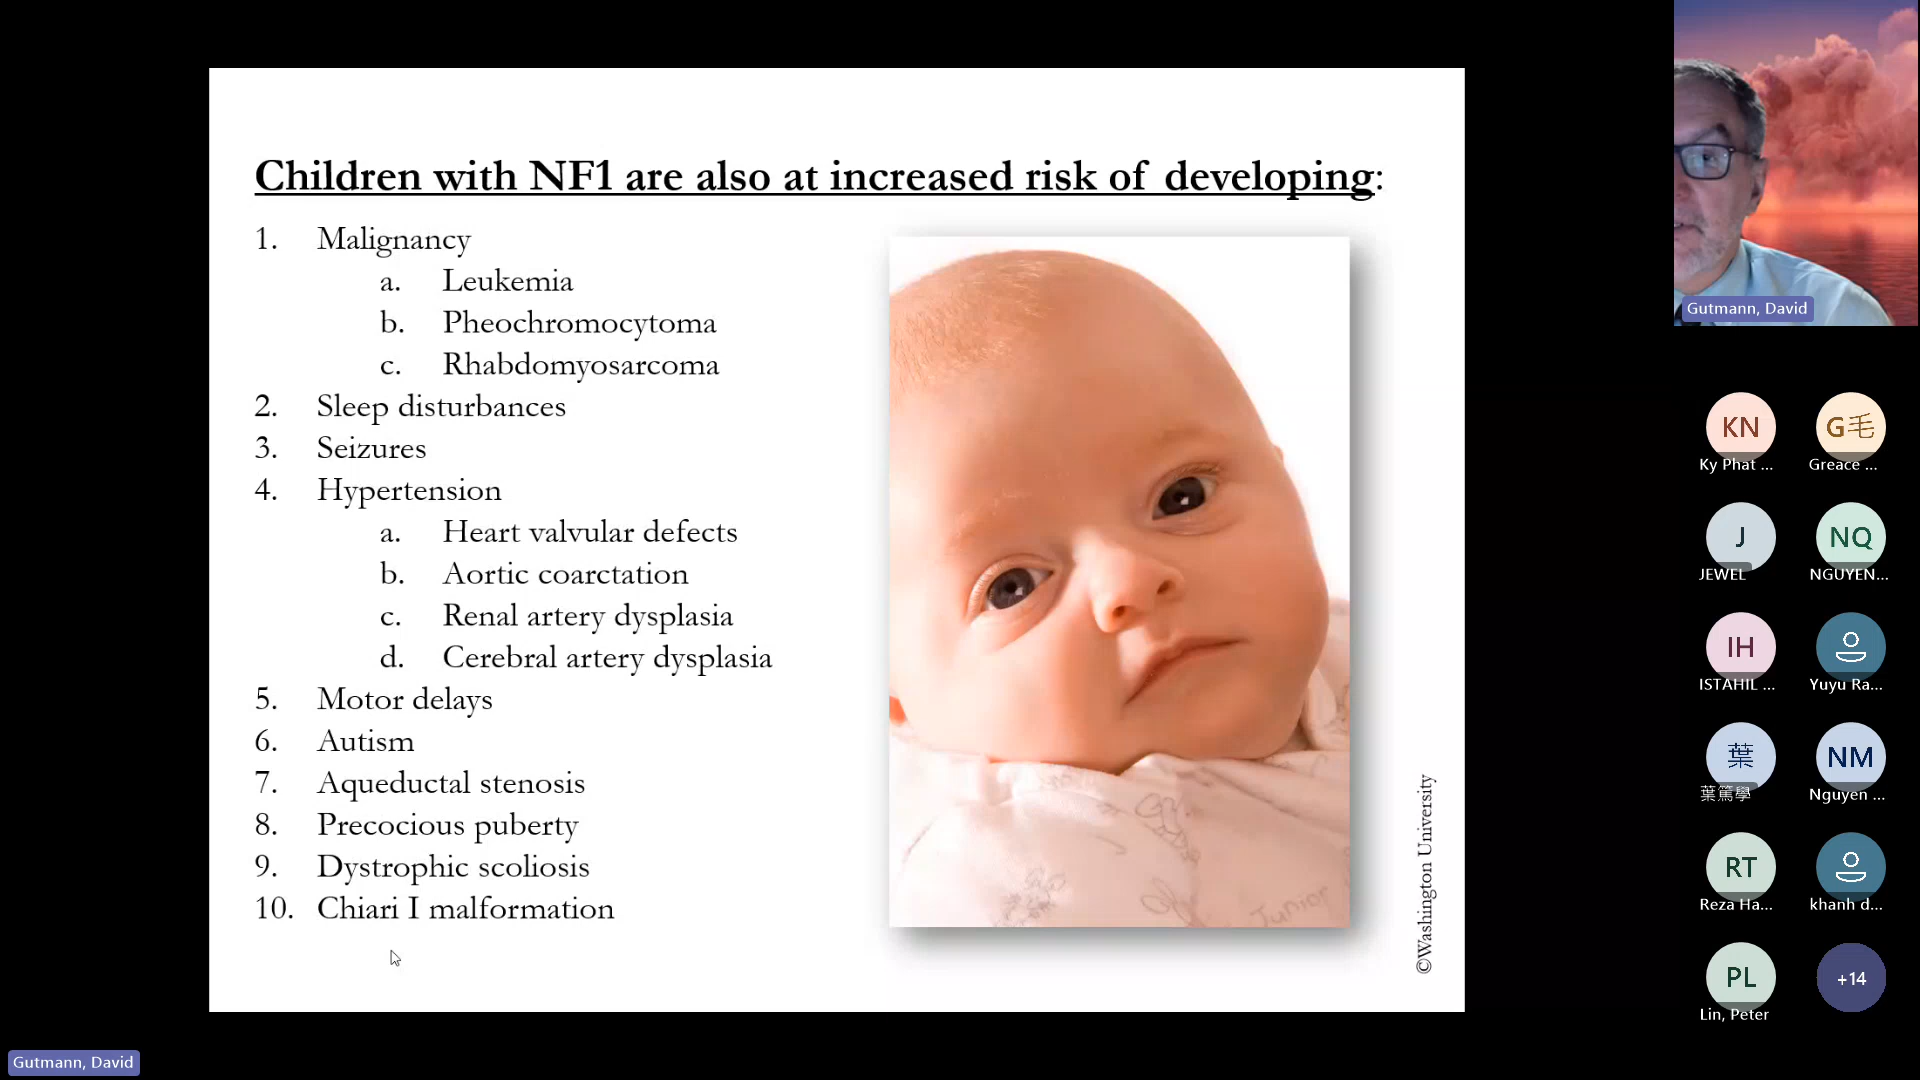 Children with NF1 are also at increased risk of developing:
1. Malignancy
a. Leukemia
b. Pheochromocytoma
c. Rhabdomyosarcoma
2. Sleep disturbances
3. Seizures
4. Hypertension
a. Heart valvular defects
b. Aortic coarctation
c. Renal artery dysplasia
d. Cerebral artery dysplasia
5. Motor delays
6. Autism
7. Aqueductal stenosis
8. Precocious puberty
9. Dystrophic scoliosis
10. Chiari I malformation
Junior
©Washington University
Gutmann, David
Gutmann, David
KN
Ky Phat ...
G毛
Greace ...
J
JEWEL
NQ
NGUYEN...
IH
ISTAHIL ...
Yuyu Ra...
葉
葉篤學
NM
Nguyen ...
RT
Reza Ha...
khanh d...
PL
Lin, Peter
+14